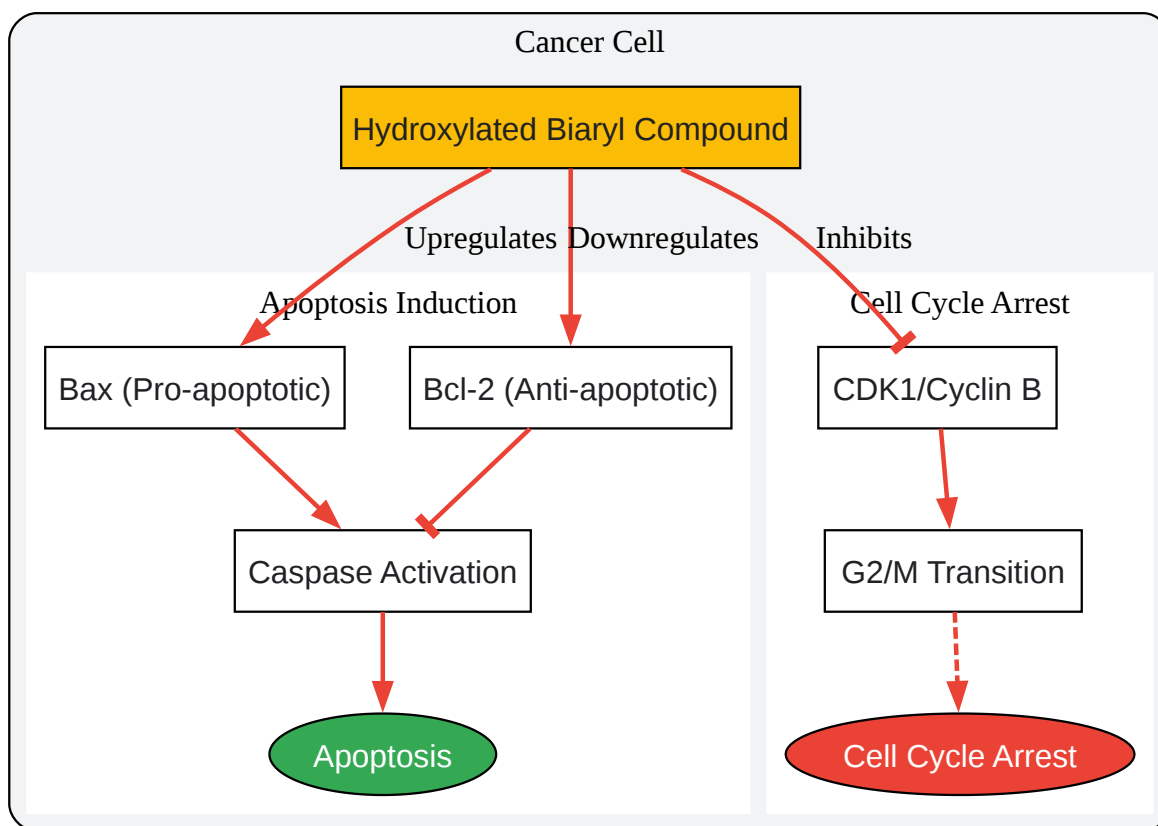 Cancer Cell
Hydroxylated Biaryl Compound
Upregulates
Downregulates
Inhibits
Apoptosis Induction
Cell Cycle Arrest
Bax (Pro-apoptotic)
Bcl-2 (Anti-apoptotic)
CDK1/Cyclin B
Caspase Activation
G2/M Transition
Apoptosis
Cell Cycle Arrest